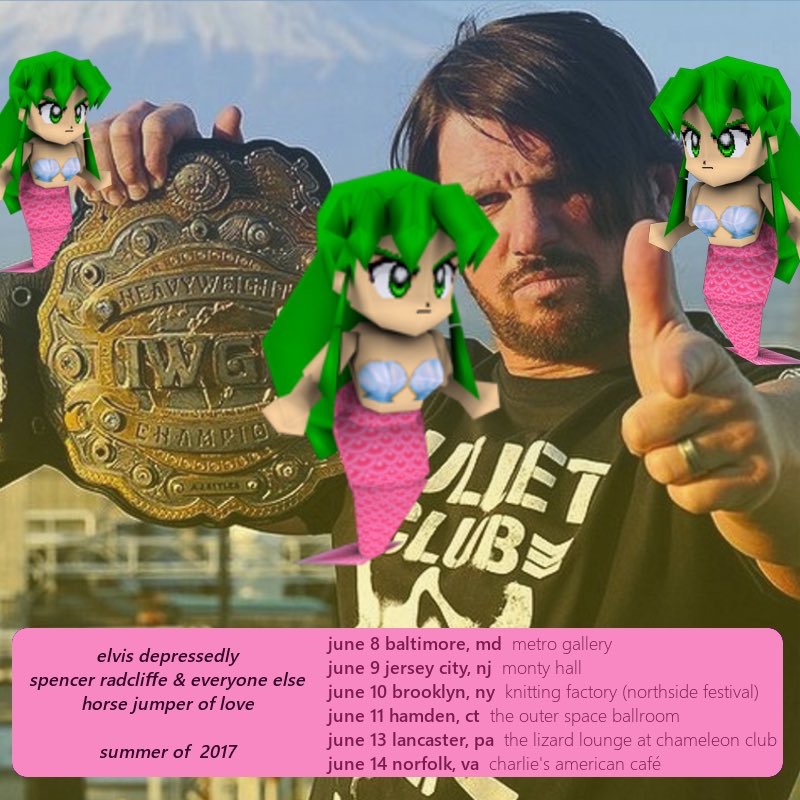 HEAVYWEIGHT
IWG
CHAMPIO
A.J.STYLES
ULLET
CLUB
elvis depressedly
spencer radcliffe & everyone else
horse jumper of love
summer of 2017
june 8 baltimore, md metro gallery
june 9 jersey city, nj monty hall
june 10 brooklyn, ny knitting factory (northside festival)
june 11 hamden, ct the outer space ballroom
june 13 lancaster, pa the lizard lounge at chameleon club
june 14 norfolk, va charlie's american café